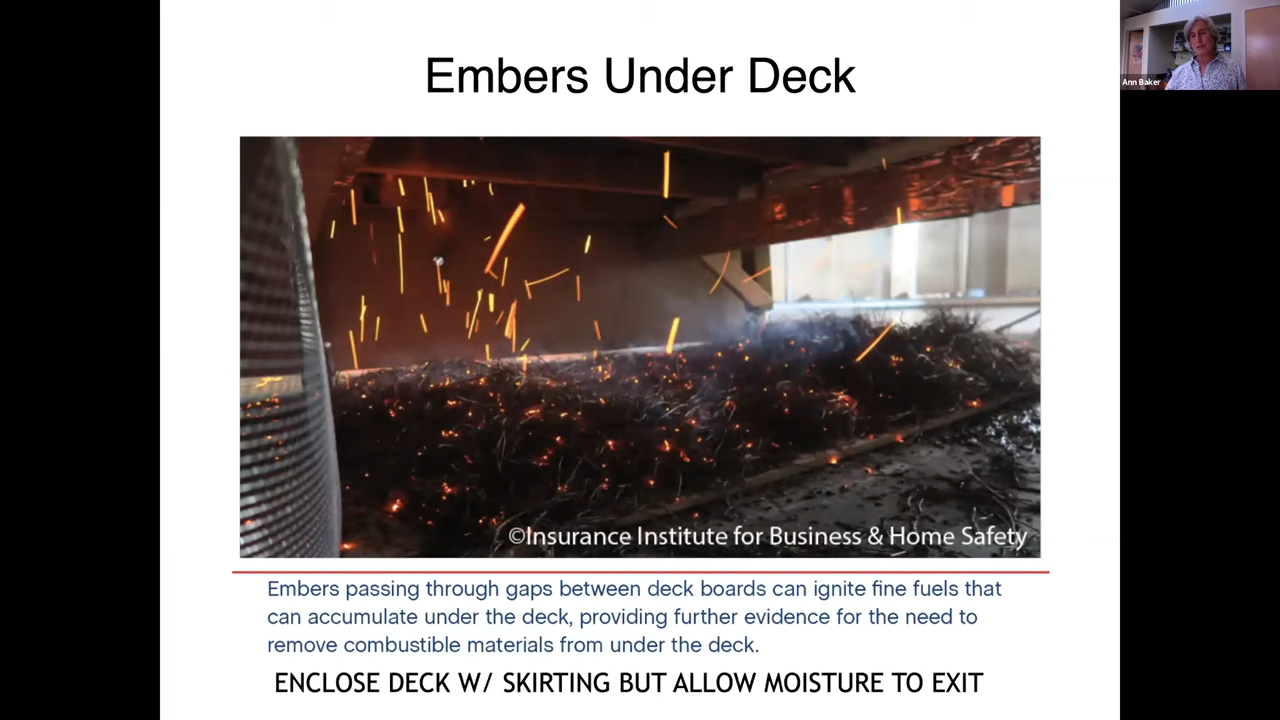 Embers Under Deck
Ann Baker
©Insurance Institute for Business & Home Safety
Embers passing through gaps between deck boards can ignite fine fuels that
can accumulate under the deck, providing further evidence for the need to
remove combustible materials from under the deck.
ENCLOSE DECK W/ SKIRTING BUT ALLOW MOISTURE TO EXIT